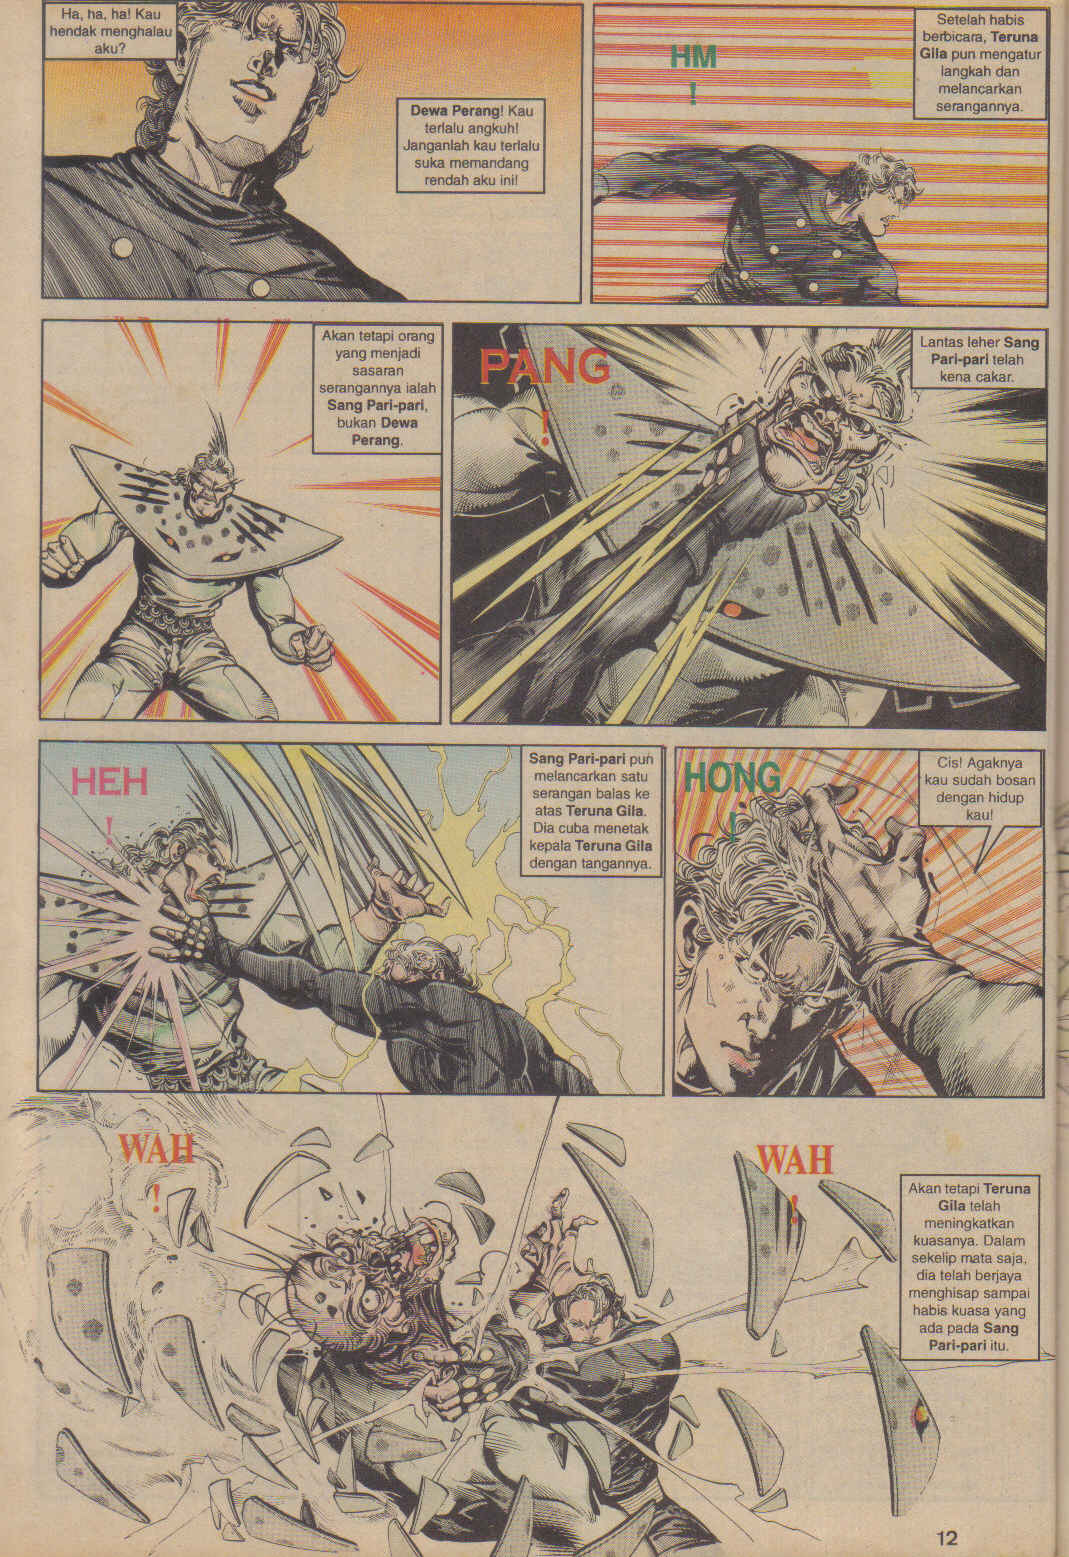 Ha, ha, ha! Kau
hendak menghalau
aku?
Dewa Perang! Kau
terlalu angkuh!
Janganlah kau terlalu
suka memandang
rendah aku ini!
HM
!
Setelah habis
berbicara, Teruna
Gila pun mengatur
langkah dan
melancarkan
serangannya.
Akan tetapi orang
yang menjadi
sasaran
serangannya ialah
Sang Pari-pari,
bukan Dewa
Perang.
PANG
!
Lantas leher Sang
Pari-pari telah
kena cakar.
HEH
!
Sang Pari-pari pun
melancarkan satu
serangan balas ke
atas Teruna Gila.
Dia cuba menetak
kepala Teruna Gila
dengan tangannya.
HONG
!
Cis! Agaknya
kau sudah bosan
dengan hidup
kau!
WAH
!
WAH
!
Akan tetapi Teruna
Gila telah
meningkatkan
kuasanya. Dalam
sekelip mata saja,
dia telah berjaya
menghisap sampai
habis kuasa yang
ada pada Sang
Pari-pari itu.
12